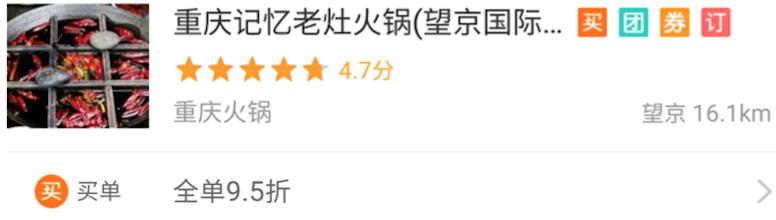 重庆记忆老灶火锅(望京国际... 买 团 券 订
4.7分
重庆火锅 望京 16.1km
买 买单 全单9.5折